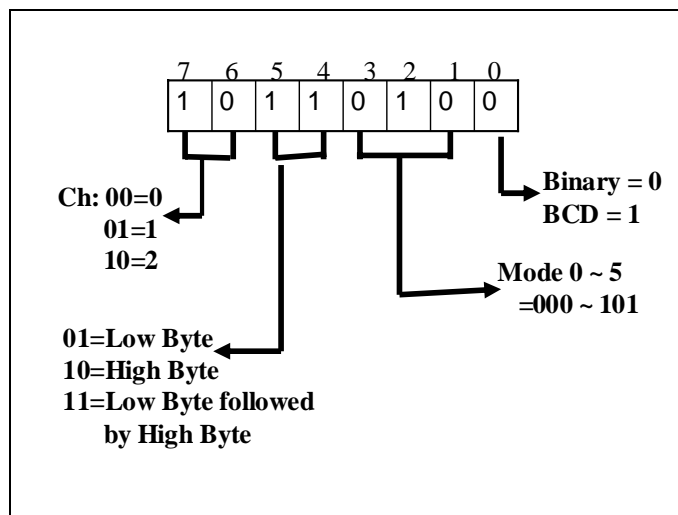 7 6 5 4 3 2 1 0
1 0 1 1 0 1 0 0
Ch: 00=0
01=1
10=2
Binary = 0
BCD = 1
Mode 0 ~ 5
=000 ~ 101
01=Low Byte
10=High Byte
11=Low Byte followed
by High Byte